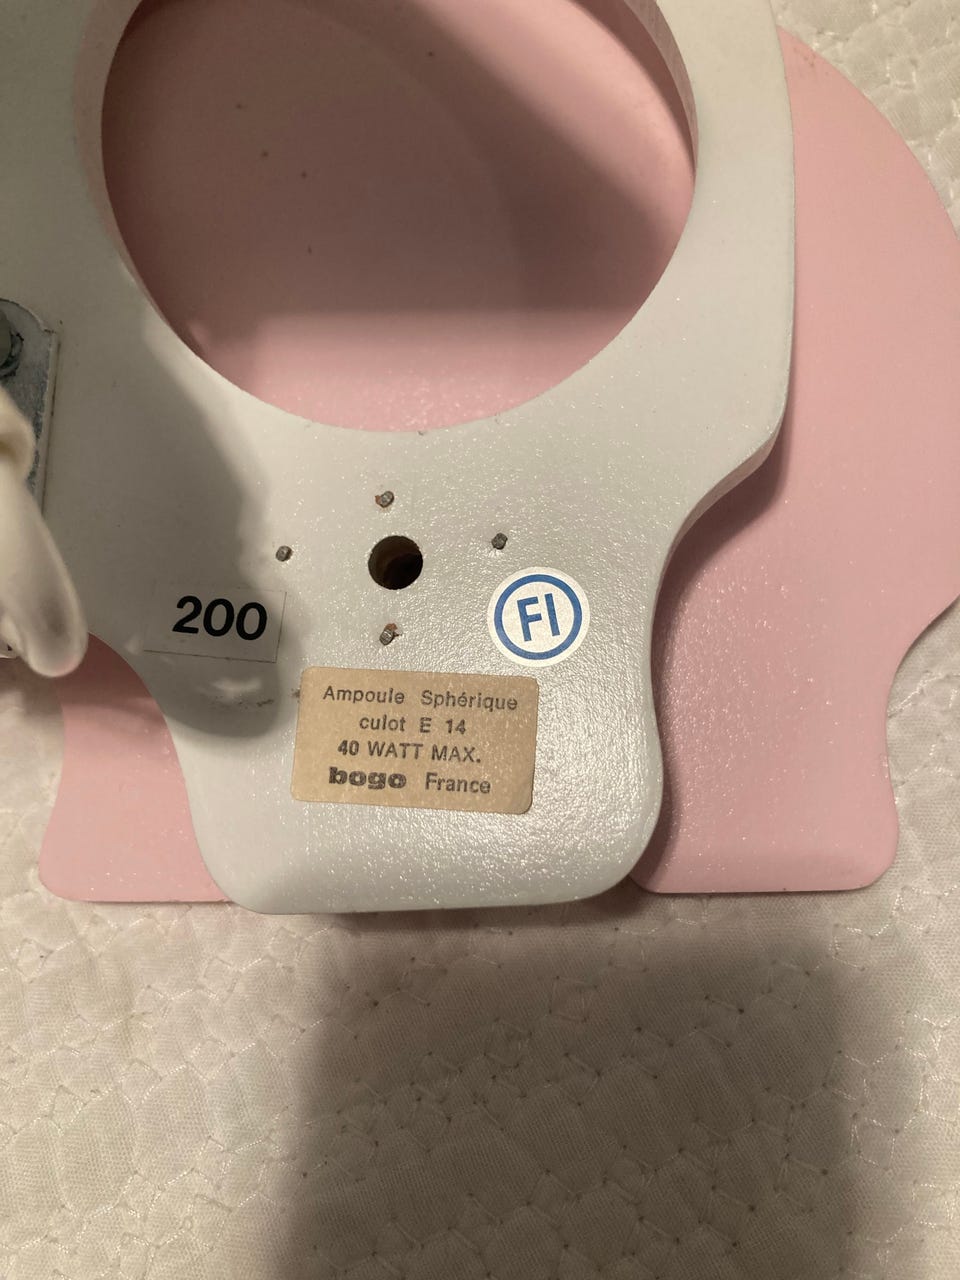 200
FI
Ampoule Sphérique
culot E 14
40 WATT MAX.
bogo France